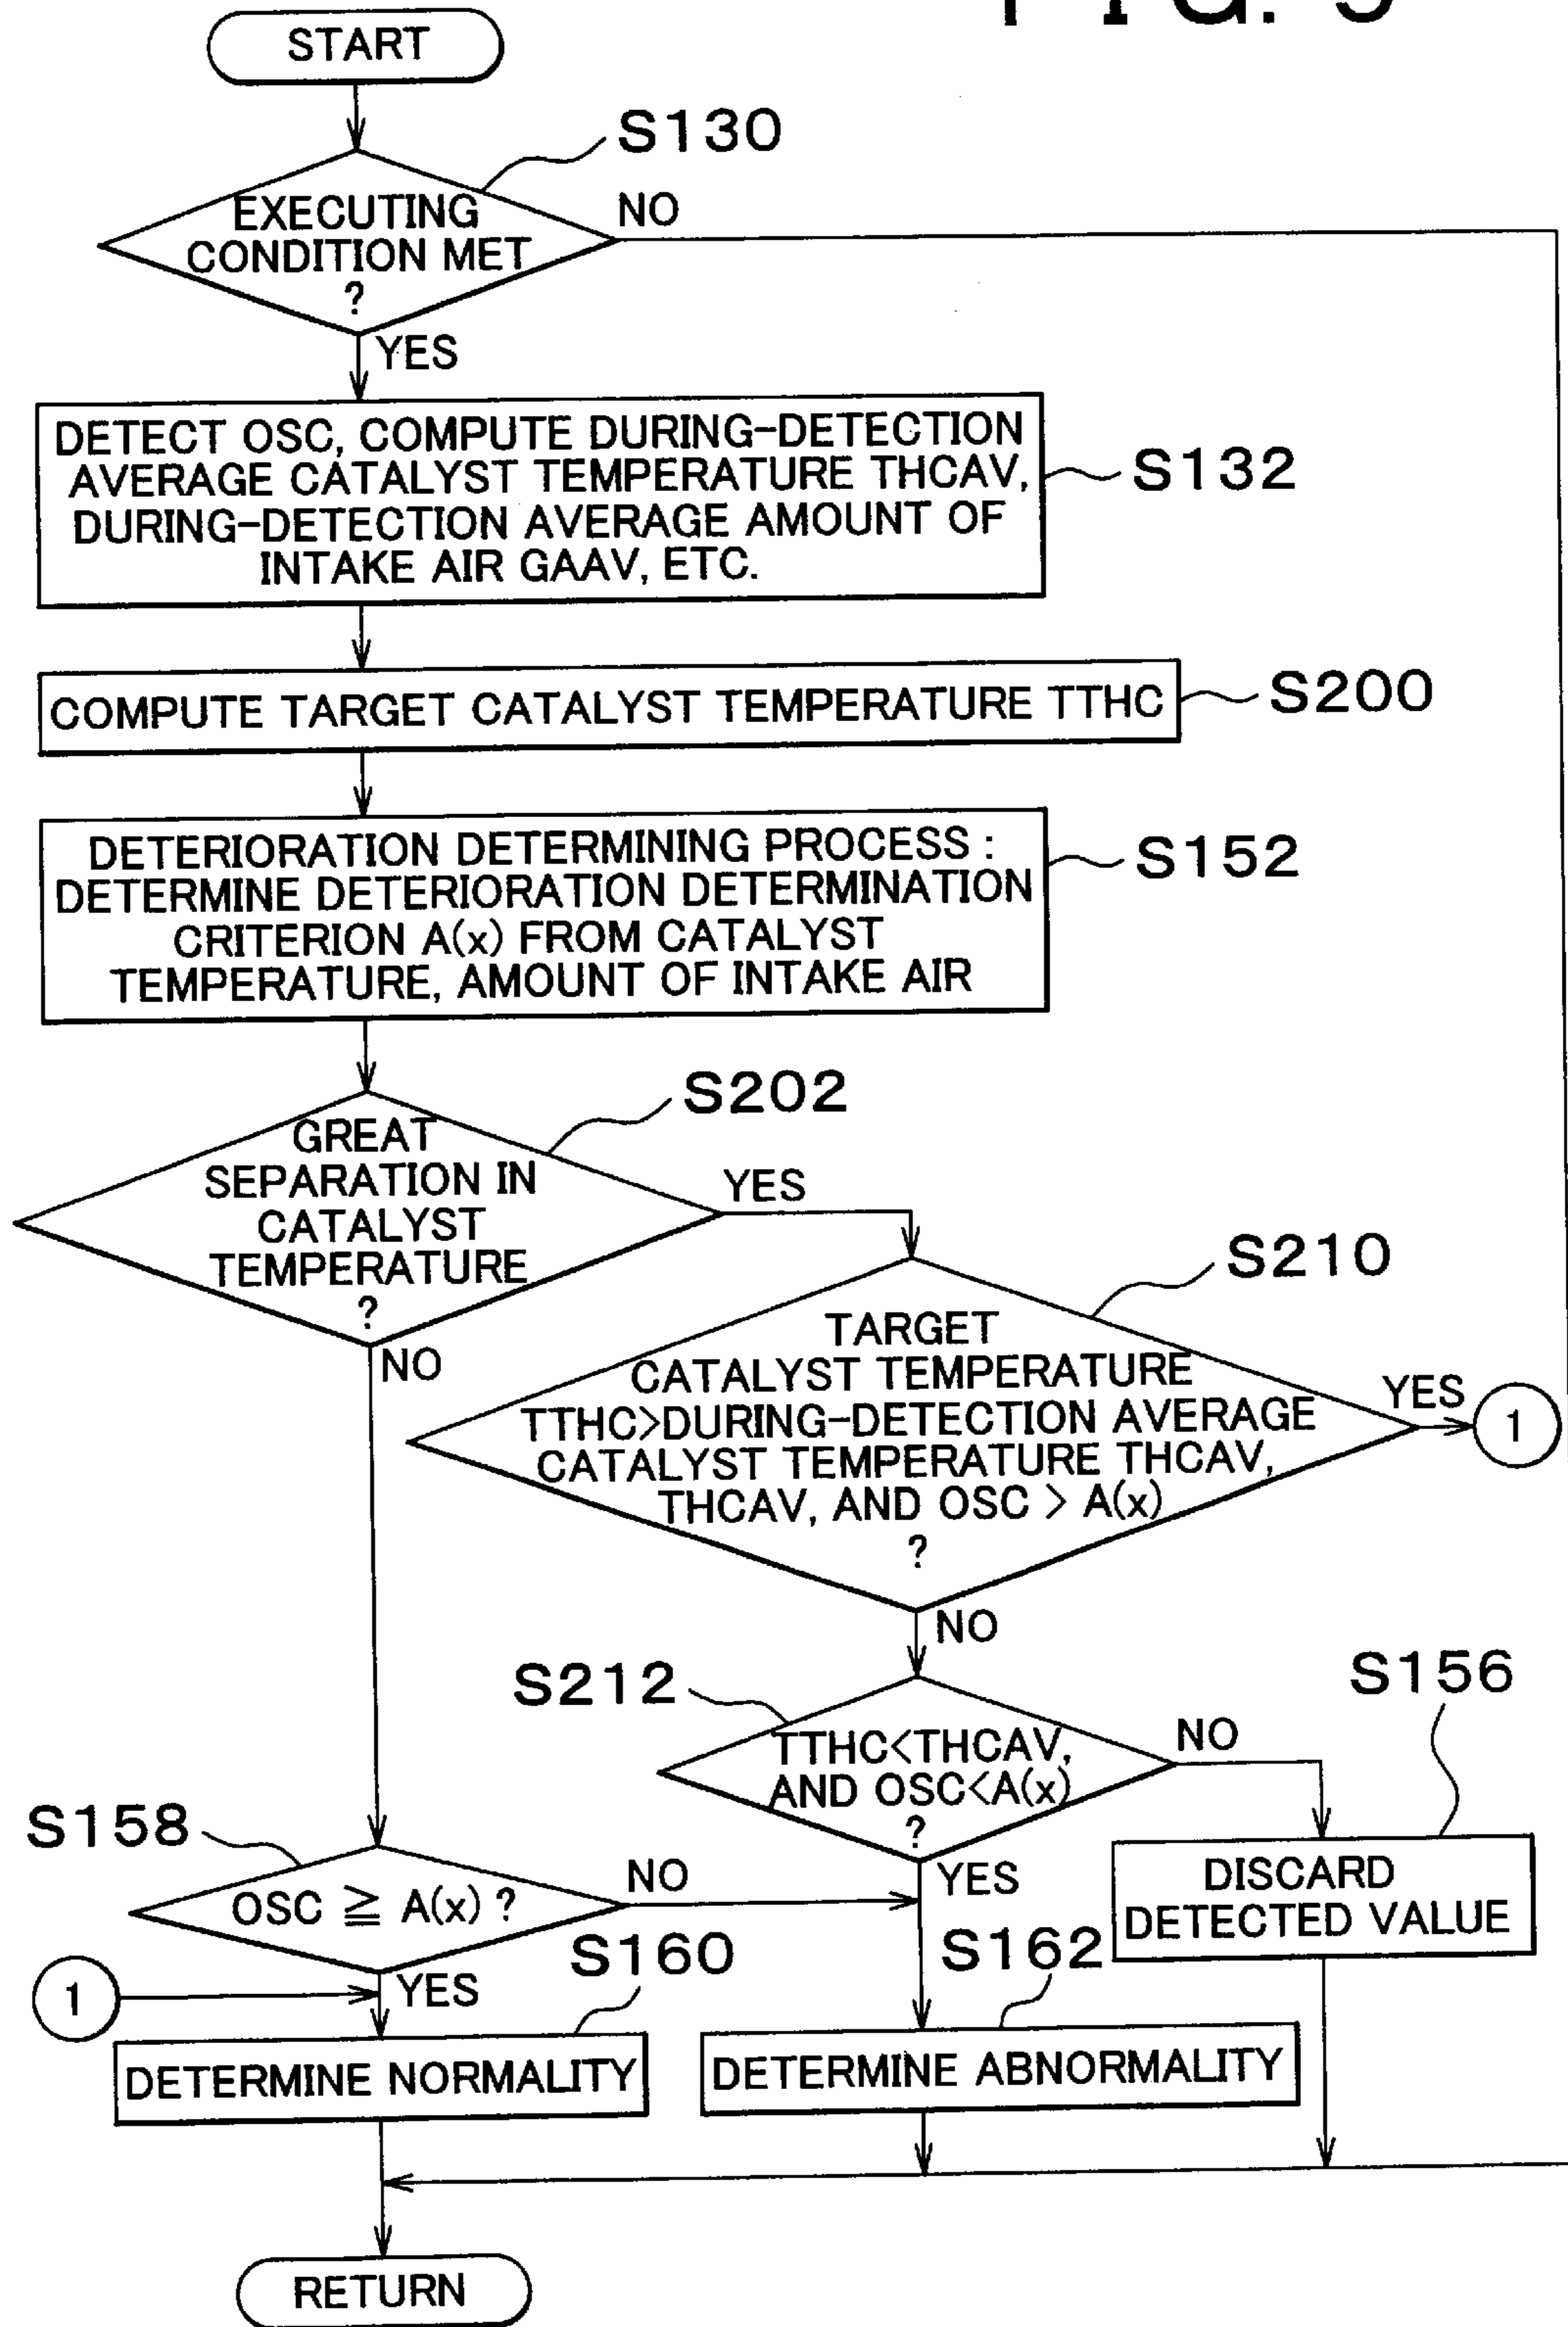 START
S130
EXECUTING
CONDITION MET
?
NO
YES
DETECT OSC, COMPUTE DURING-DETECTION
AVERAGE CATALYST TEMPERATURE THCAV,
DURING-DETECTION AVERAGE AMOUNT OF
INTAKE AIR GAAV, ETC.
S132
COMPUTE TARGET CATALYST TEMPERATURE TTHC
S200
DETERIORATION DETERMINING PROCESS :
DETERMINE DETERIORATION DETERMINATION
CRITERION A(x) FROM CATALYST
TEMPERATURE, AMOUNT OF INTAKE AIR
S152
S202
GREAT
SEPARATION IN
CATALYST
TEMPERATURE
?
YES
NO
S210
TARGET
CATALYST TEMPERATURE
TTHC>DURING-DETECTION AVERAGE
CATALYST TEMPERATURE THCAV,
THCAV, AND OSC > A(x)
?
YES
1
NO
S212
TTHC<THCAV,
AND OSC<A(x)
?
NO
YES
S156
DISCARD
DETECTED VALUE
S158
OSC ≧ A(x) ?
NO
YES
1
S160
DETERMINE NORMALITY
S162
DETERMINE ABNORMALITY
RETURN